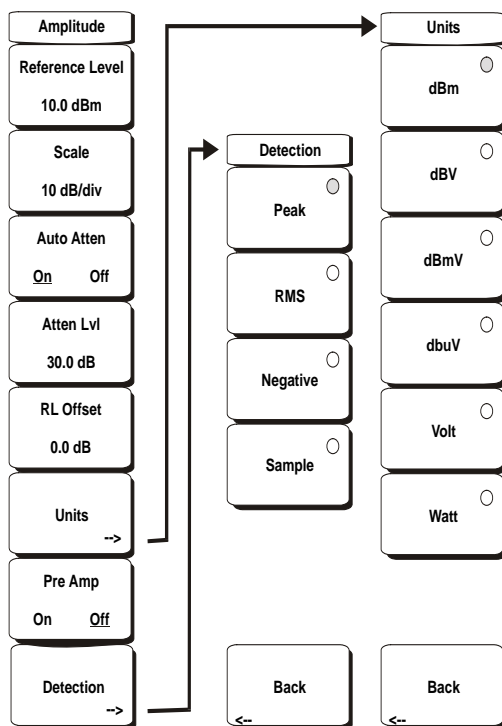 Amplitude
Reference Level
10.0 dBm
Scale
10 dB/div
Auto Atten
On Off
Atten Lvl
30.0 dB
RL Offset
0.0 dB
Units
-->
Pre Amp
On Off
Detection
-->
Detection
Peak
RMS
Negative
Sample
Back
<--
Units
dBm
dBV
dBmV
dbuV
Volt
Watt
Back
<--